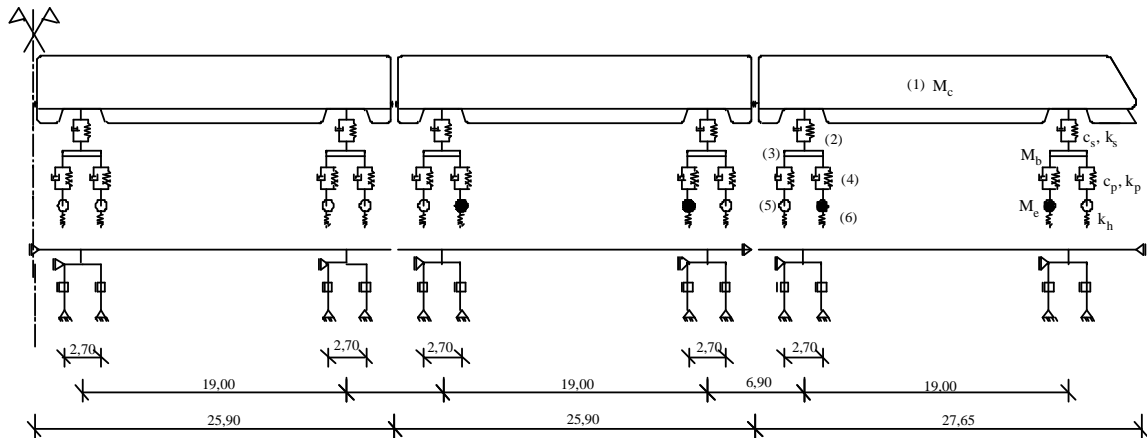 (1) M_c
(2)
c_s, k_s
(3)
M_b
(4)
c_p, k_p
(5)
M_e
(6)
k_h
2,70
2,70
2,70
2,70
2,70
19,00
19,00
6,90
19,00
25,90
25,90
27,65